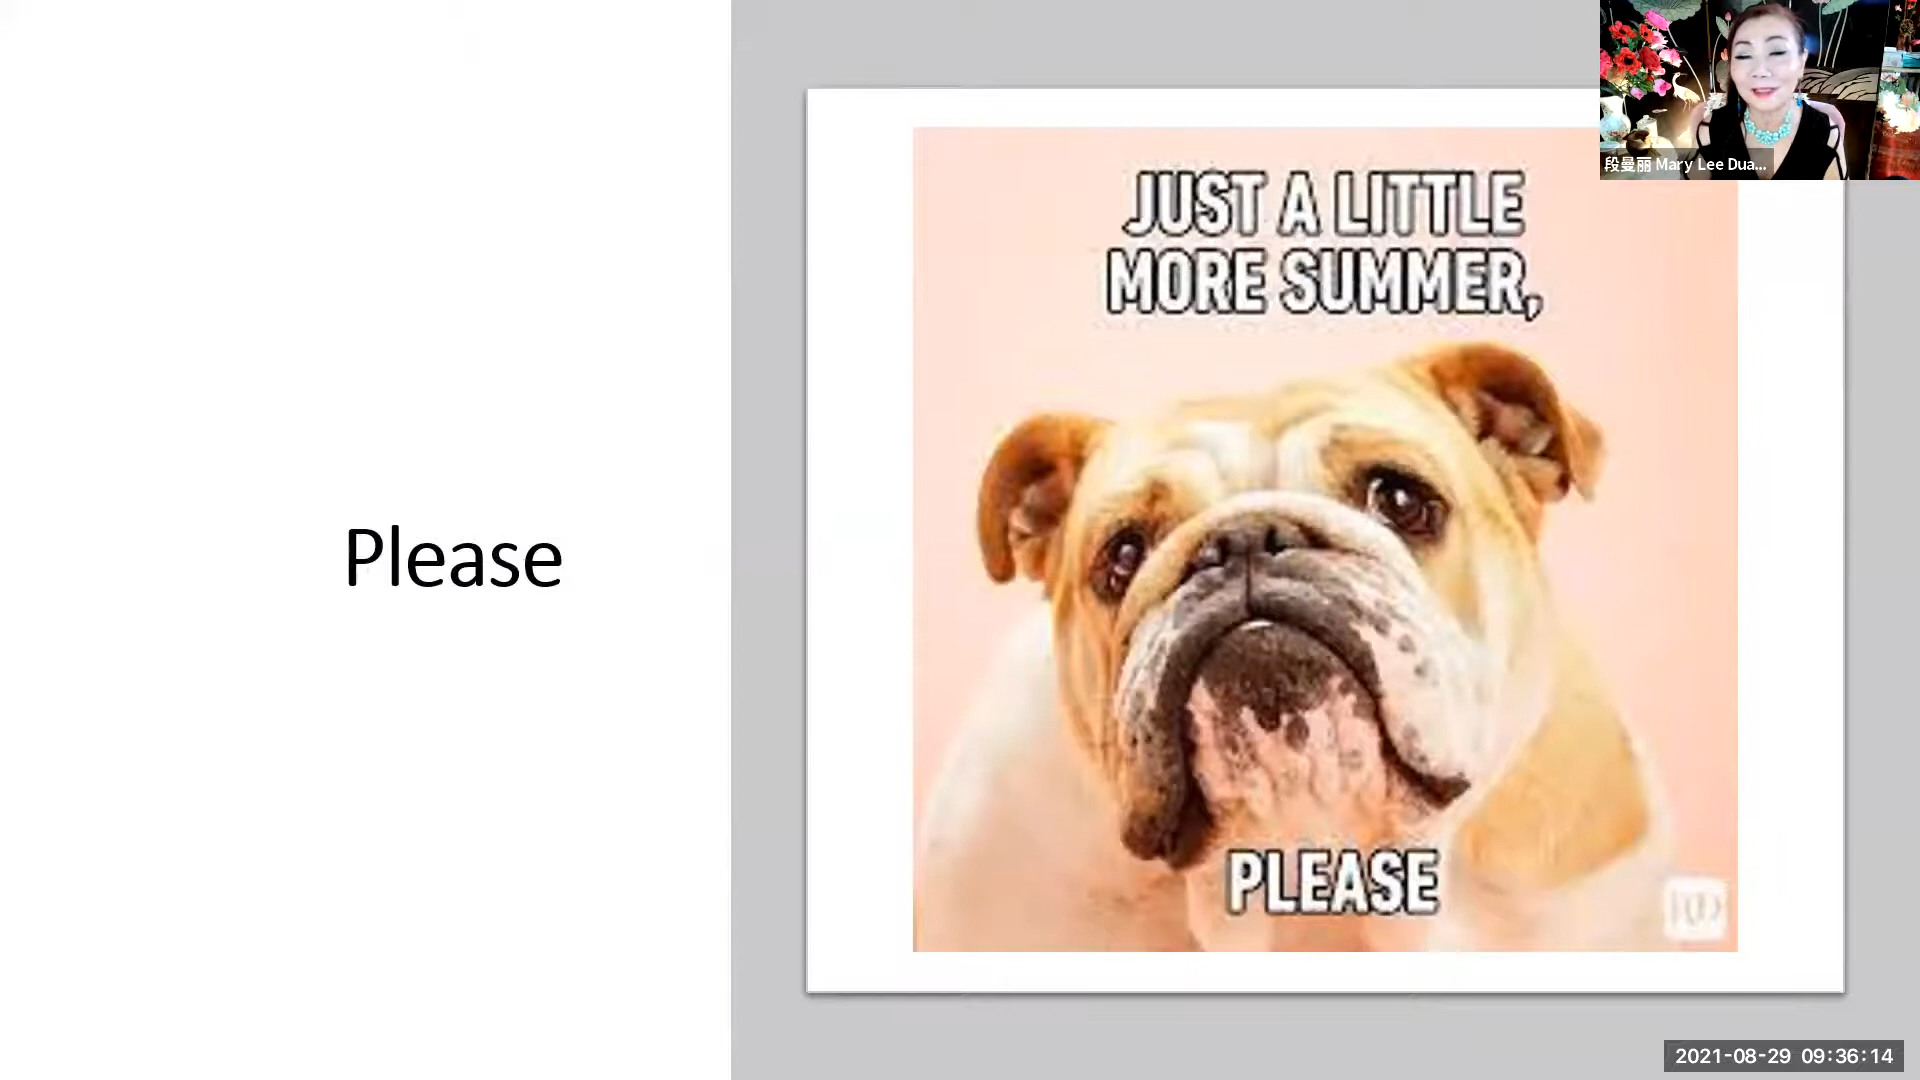 段曼丽 Mary Lee Dua...
JUST A LITTLE
MORE SUMMER,
Please
PLEASE
2021-08-29 09:36:14